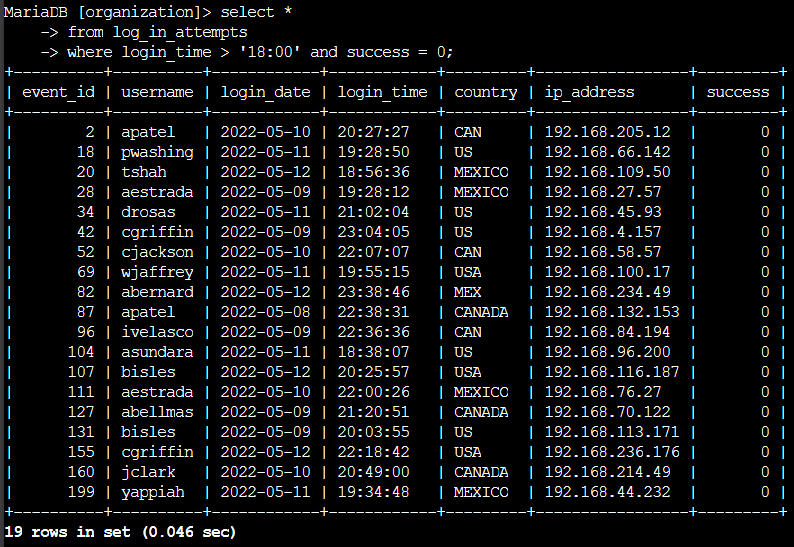 MariaDB [organization]> select *
    -> from log_in_attempts
    -> where login_time > '18:00' and success = 0;
+----------+----------+------------+------------+---------+-----------------+---------+
| event_id | username | login_date | login_time | country | ip_address      | success |
+----------+----------+------------+------------+---------+-----------------+---------+
|        2 | apatel   | 2022-05-10 | 20:27:27   | CAN     | 192.168.205.12  |       0 |
|       18 | pwashing | 2022-05-11 | 19:28:50   | US      | 192.168.66.142  |       0 |
|       20 | tshah    | 2022-05-12 | 18:56:36   | MEXICO  | 192.168.109.50  |       0 |
|       28 | aestrada | 2022-05-09 | 19:28:12   | MEXICO  | 192.168.27.57   |       0 |
|       34 | drosas   | 2022-05-11 | 21:02:04   | US      | 192.168.45.93   |       0 |
|       42 | cgriffin | 2022-05-09 | 23:04:05   | US      | 192.168.4.157   |       0 |
|       52 | cjackson | 2022-05-10 | 22:07:07   | CAN     | 192.168.58.57   |       0 |
|       69 | wjaffrey | 2022-05-11 | 19:55:15   | USA     | 192.168.100.17  |       0 |
|       82 | abernard | 2022-05-12 | 23:38:46   | MEX     | 192.168.234.49  |       0 |
|       87 | apatel   | 2022-05-08 | 22:38:31   | CANADA  | 192.168.132.153 |       0 |
|       96 | ivelasco | 2022-05-09 | 22:36:36   | CAN     | 192.168.84.194  |       0 |
|      104 | asundara | 2022-05-11 | 18:38:07   | US      | 192.168.96.200  |       0 |
|      107 | bisles   | 2022-05-12 | 20:25:57   | USA     | 192.168.116.187 |       0 |
|      111 | aestrada | 2022-05-10 | 22:00:26   | MEXICO  | 192.168.76.27   |       0 |
|      127 | abellmas | 2022-05-09 | 21:20:51   | CANADA  | 192.168.70.122  |       0 |
|      131 | bisles   | 2022-05-09 | 20:03:55   | US      | 192.168.113.171 |       0 |
|      155 | cgriffin | 2022-05-12 | 22:18:42   | USA     | 192.168.236.176 |       0 |
|      160 | jclark   | 2022-05-10 | 20:49:00   | CANADA  | 192.168.214.49  |       0 |
|      199 | yappiah  | 2022-05-11 | 19:34:48   | MEXICO  | 192.168.44.232  |       0 |
+----------+----------+------------+------------+---------+-----------------+---------+
19 rows in set (0.046 sec)